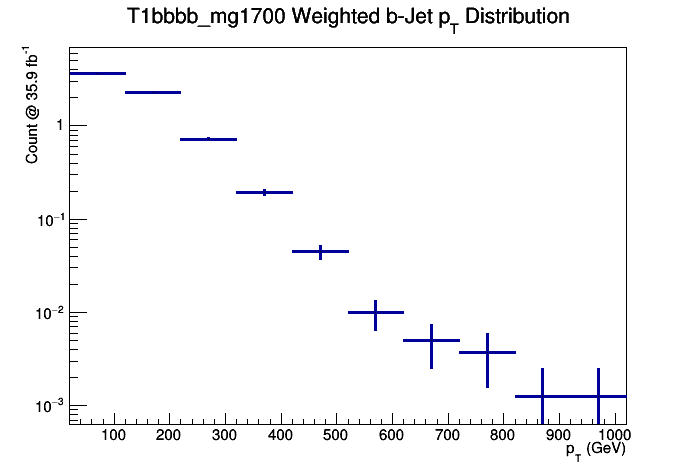 T1bbbb_mg1700 Weighted b-Jet p_T Distribution
Count @ 35.9 fb^-1
1
10^−1
10^−2
10^−3
100 200 300 400 500 600 700 800 900 1000
p_T (GeV)